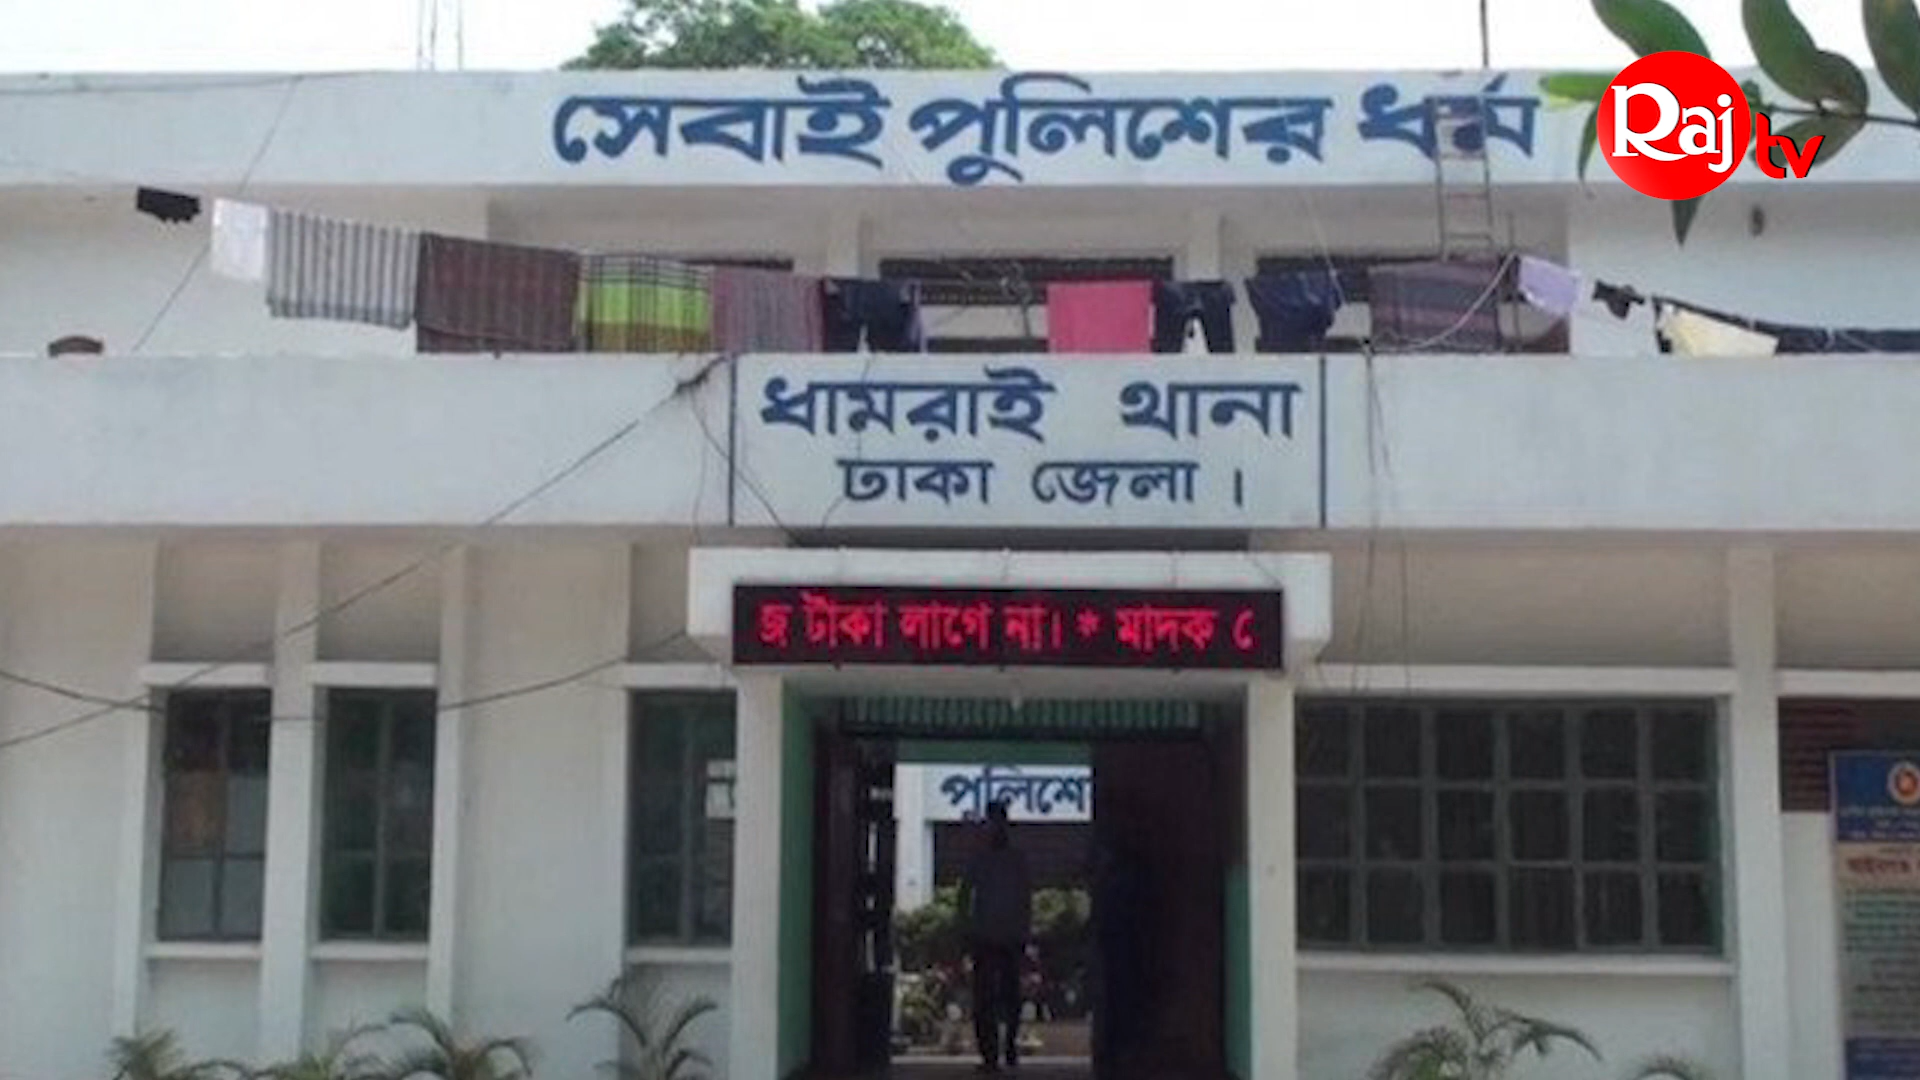 সেবাই পুলিশের ধর্ম
Raj tv
ধামরাই থানা
ঢাকা জেলা।
জ টাকা লাগে না। * মাদক ে
পুলিশে